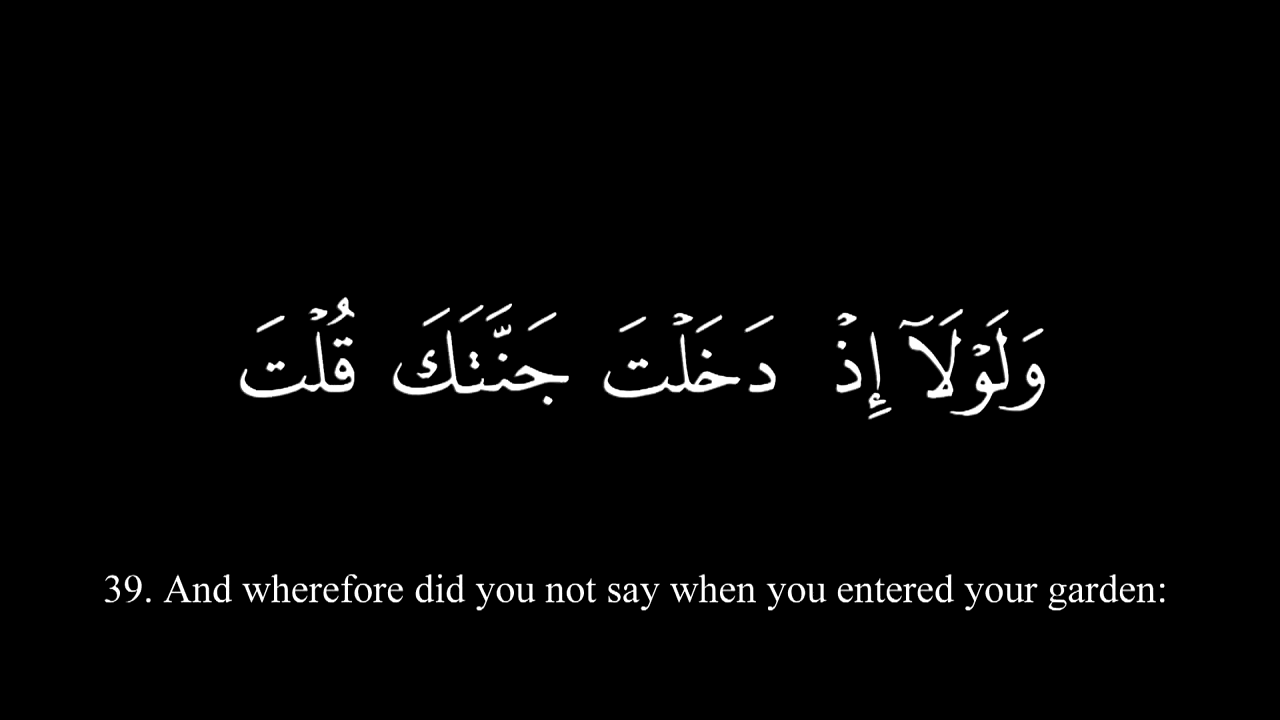 وَلَوْلَآ إِذْ دَخَلْتَ جَنَّتَكَ قُلْتَ
39. And wherefore did you not say when you entered your garden: